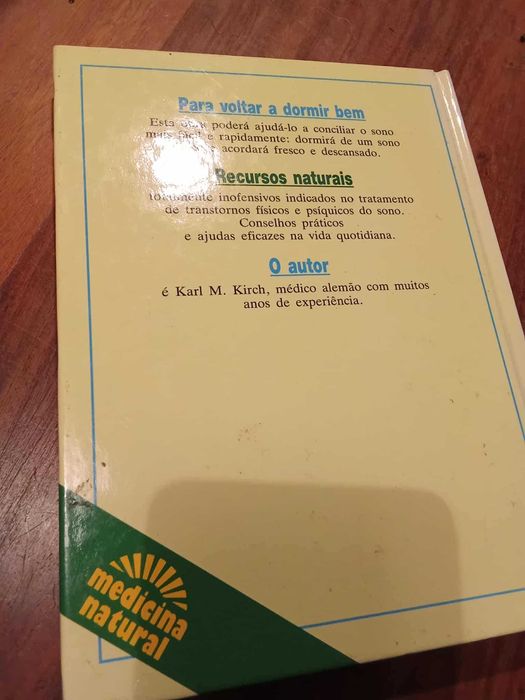 Para voltar a dormir bem
Esta obra poderá ajudá-lo a conciliar o sono
mais fácil e rapidamente: dormirá de um sono
acordará fresco e descansado.
Recursos naturais
totalmente inofensivos indicados no tratamento
de transtornos físicos e psíquicos do sono.
Conselhos práticos
e ajudas eficazes na vida quotidiana.
O autor
é Karl M. Kirch, médico alemão com muitos
anos de experiência.
medicina
natural